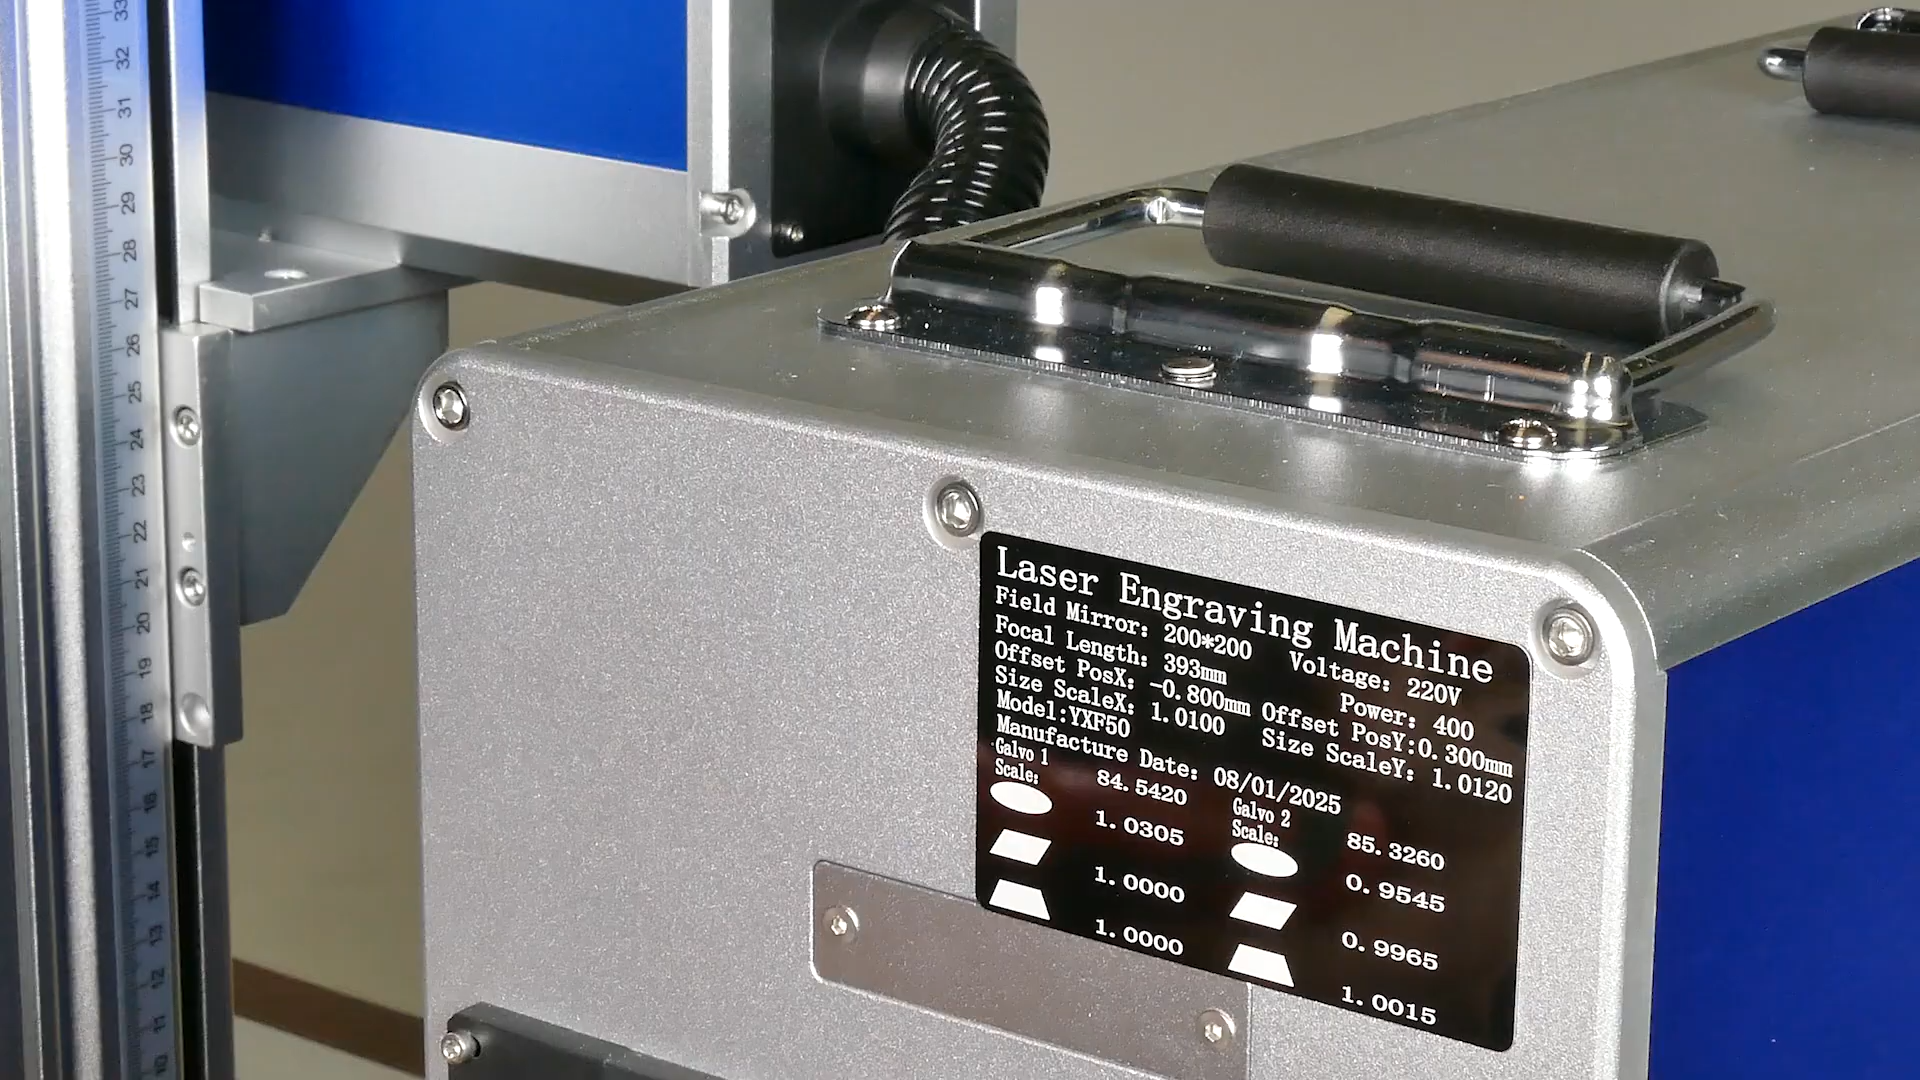 33
32
31
30
29
28
27
26
25
24
23
22
21
20
19
18
17
16
15
14
13
12
11
10
Laser Engraving Machine
Field Mirror: 200*200 Voltage: 220V
Focal Length: 393mm Power: 400
Offset PosX: -0.800mm Offset PosY:0.300mm
Size ScaleX: 1.0100 Size ScaleY: 1.0120
Model:YXF50
Manufacture Date: 08/01/2025
Galvo 1
Scale: 84.5420
1.0305
1.0000
1.0000
Galvo 2
Scale: 85.3260
0.9545
0.9965
1.0015